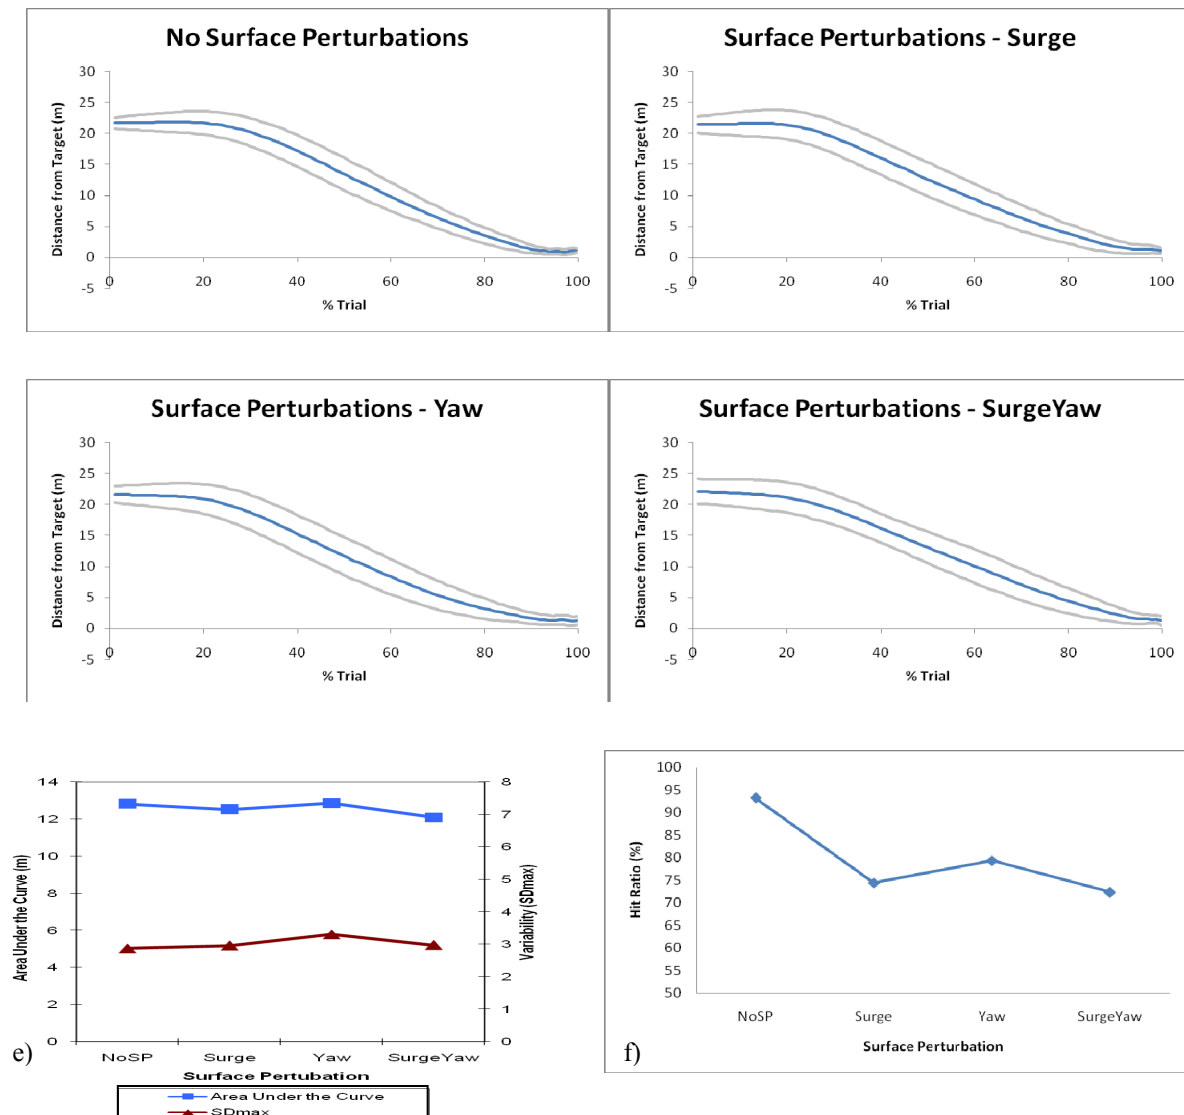 No Surface Perturbations
30
25
20
15
10
5
0
-5
Distance from Target (m)
0 20 40 60 80 100
% Trial
Surface Perturbations - Surge
30
25
20
15
10
5
0
-5
Distance from Target (m)
0 20 40 60 80 100
% Trial
Surface Perturbations - Yaw
30
25
20
15
10
5
0
-5
Distance from Target (m)
0 20 40 60 80 100
% Trial
Surface Perturbations - SurgeYaw
30
25
20
15
10
5
0
-5
Distance from Target (m)
0 20 40 60 80 100
% Trial
e)
14
12
10
8
6
4
2
0
Area Under the Curve (m)
8
7
6
5
4
3
2
1
0
Variability (SDmax)
NoSP Surge Yaw SurgeYaw
Surface Pertubation
Area Under the Curve
SDmax
f)
100
95
90
85
80
75
70
65
60
55
50
Hit Ratio (%)
NoSP Surge Yaw SurgeYaw
Surface Perturbation